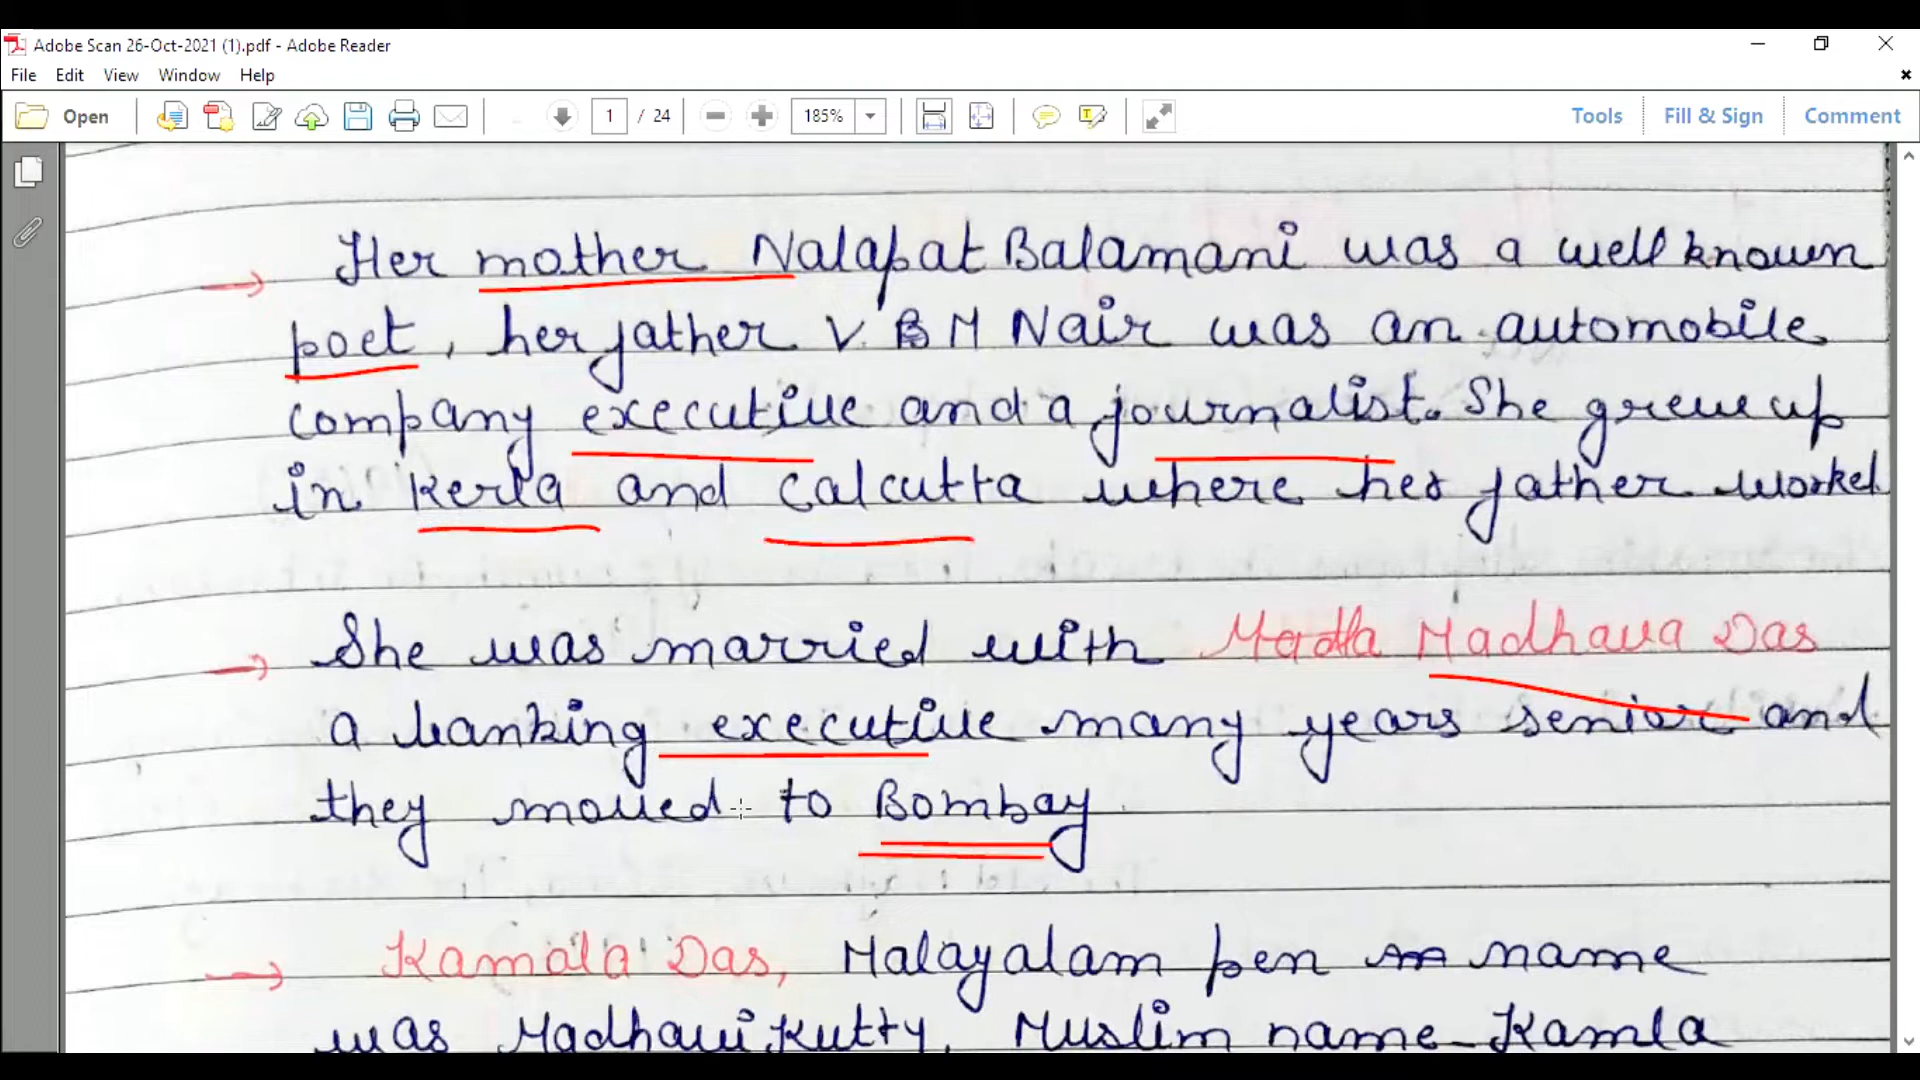 Adobe Scan 26-Oct-2021 (1).pdf - Adobe Reader
File Edit View Window Help
Open 1 / 24 185% Tools Fill & Sign Comment
→ Her mother Nalapat Balamani was a well known
poet, her father V. B M Nair was an automobile
company executive and a journalist. She grew up
in Kerla and Calcutta where her father worked
→ She was married with Madla Madhava Das
a banking executive many years senior and
they moved to Bombay
→ Kamala Das, Malayalam pen name
was Madhavikutty, Muslim name - Kamla